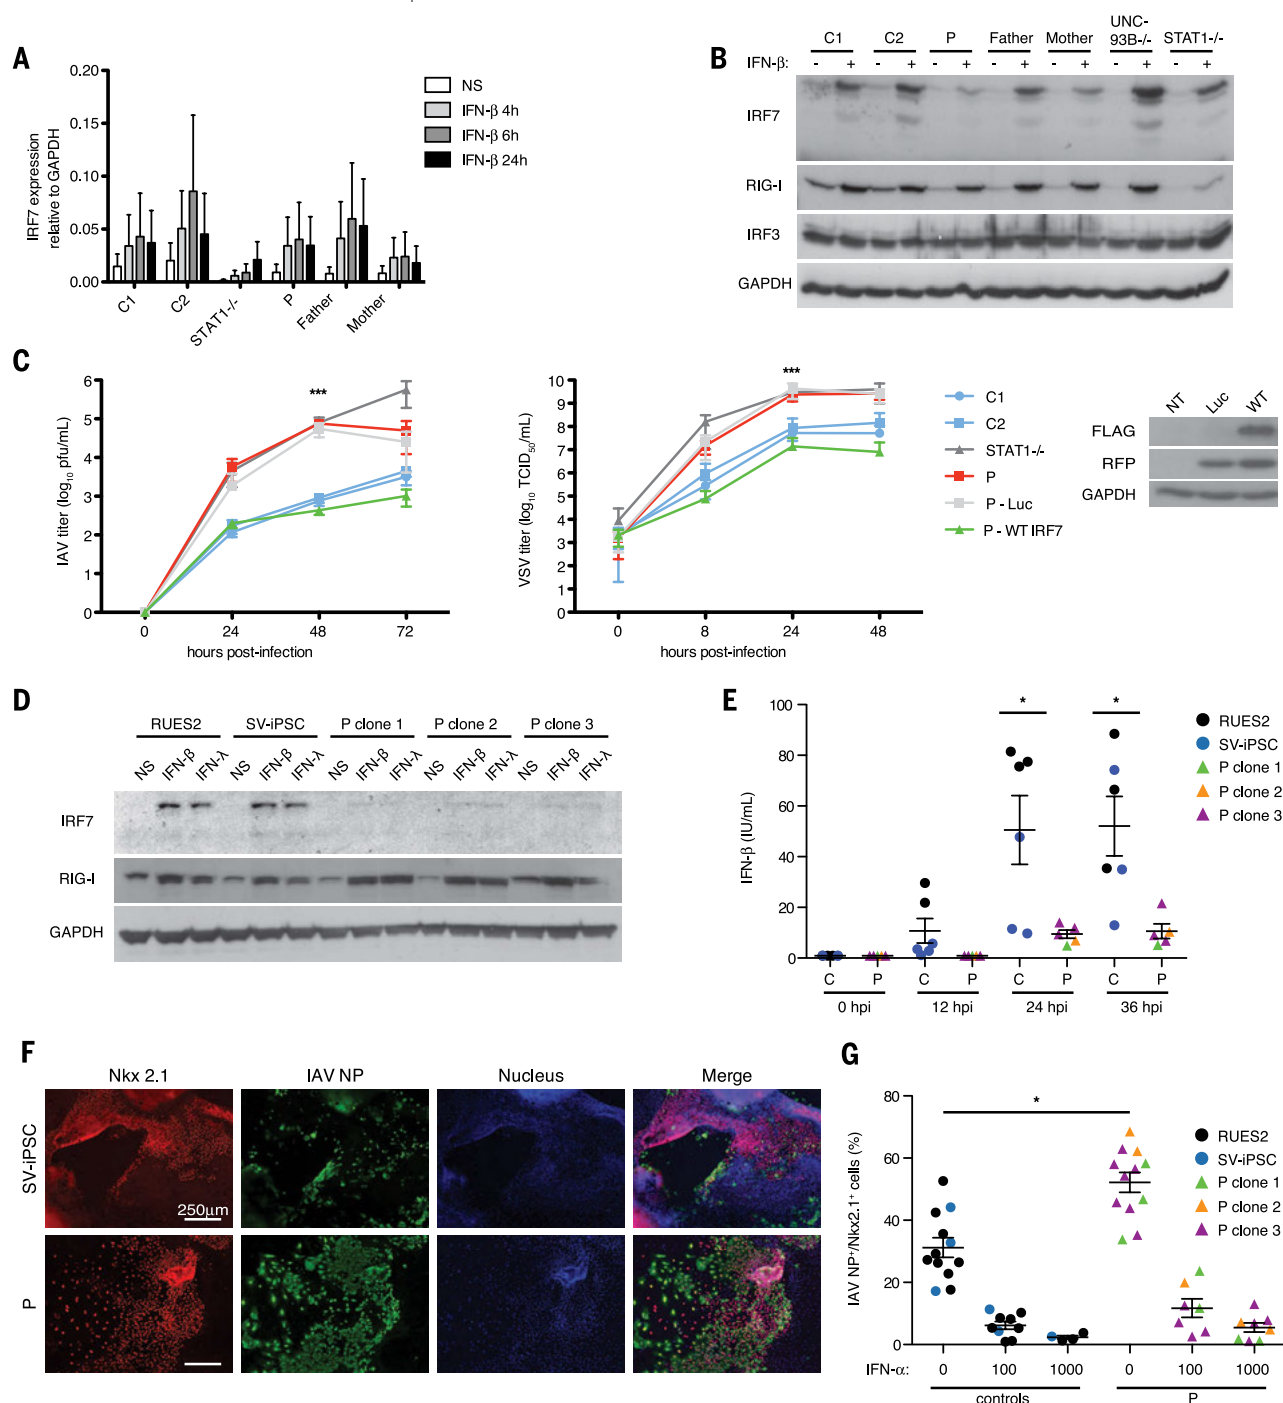 A
IRF7 expression
relative to GAPDH
0.20
0.15
0.10
0.05
0.00
NS
IFN-β 4h
IFN-β 6h
IFN-β 24h
C1
C2
STAT1-/-
P
Father
Mother
B
C1 C2 P Father Mother UNC-93B-/- STAT1-/-
IFN-β: - + - + - + - + - + - + - +
IRF7
RIG-I
IRF3
GAPDH
C
IAV titer (log10 pfu/mL)
6
5
4
3
2
1
0
***
0 24 48 72
hours post-infection
VSV titer (log10 TCID50/mL)
10
9
8
7
6
5
4
3
2
1
0
***
0 8 24 48
hours post-infection
C1
C2
STAT1-/-
P
P - Luc
P - WT IRF7
NT Luc WT
FLAG
RFP
GAPDH
D
RUES2 SV-iPSC P clone 1 P clone 2 P clone 3
NS IFN-β IFN-λ NS IFN-β IFN-λ NS IFN-β IFN-λ NS IFN-β IFN-λ NS IFN-β IFN-λ
IRF7
RIG-I
GAPDH
E
IFN-β (IU/mL)
100
80
60
40
20
0
* *
C P C P C P C P
0 hpi 12 hpi 24 hpi 36 hpi
RUES2
SV-iPSC
P clone 1
P clone 2
P clone 3
F
Nkx 2.1 IAV NP Nucleus Merge
SV-iPSC
250μm
P
G
IAV NP+/Nkx2.1+ cells (%)
80
60
40
20
0
*
RUES2
SV-iPSC
P clone 1
P clone 2
P clone 3
IFN-α: 0 100 1000 0 100 1000
controls P